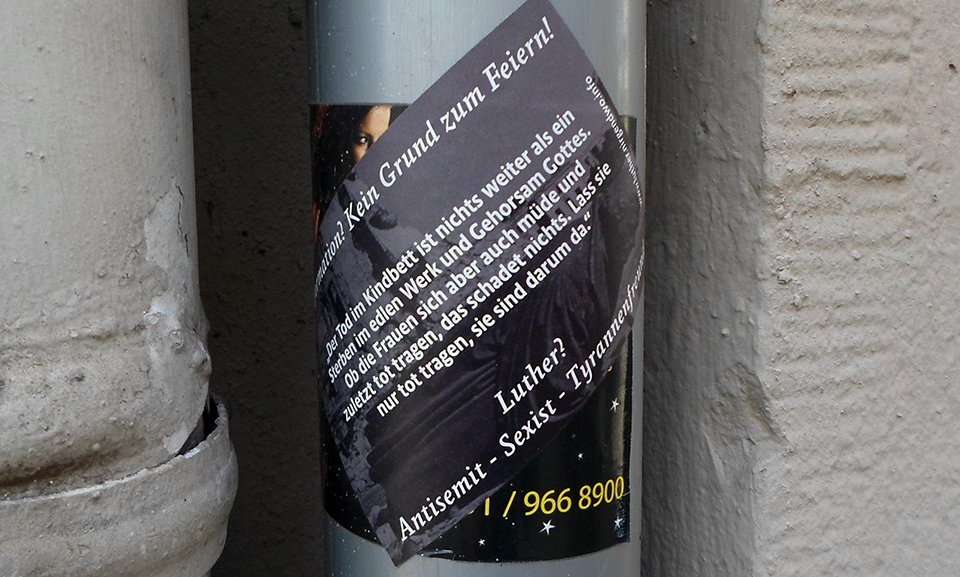 Kein Grund zum Feiern!
„Der Tod im Kindbett ist nichts weiter als ein
Sterben im edlen Werk und Gehorsam Gottes.
Ob die Frauen sich aber auch müde und
zuletzt tot tragen, das schadet nichts. Lass sie
nur tot tragen, sie sind darum da.“
Luther?
Antisemit - Sexist -
/ 966 8900